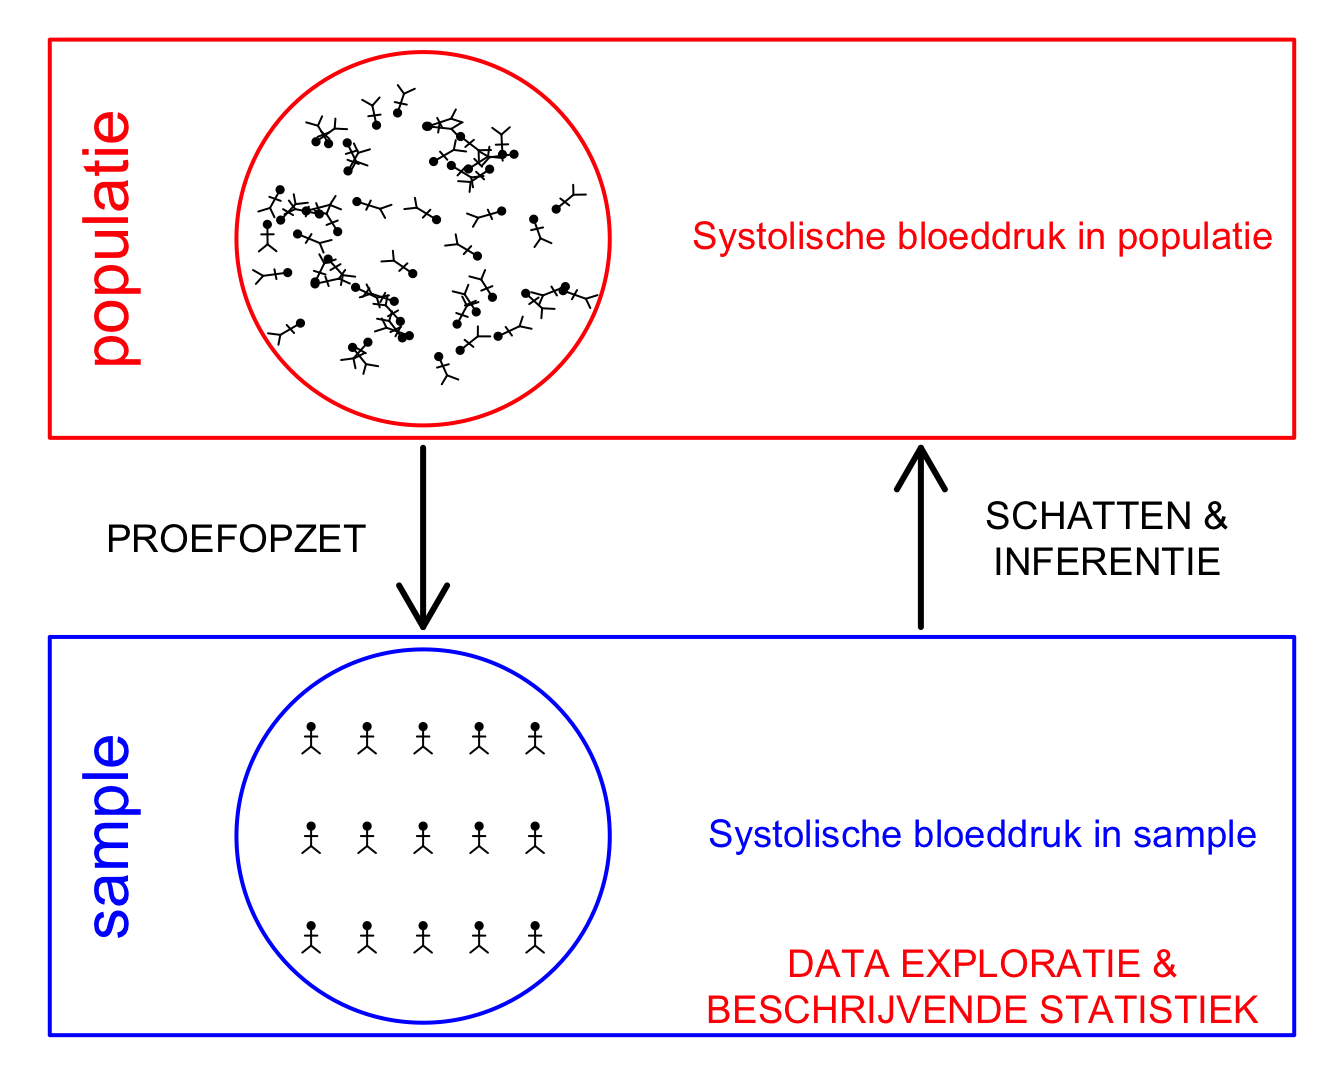 populatie
Systolische bloeddruk in populatie
PROEFOPZET
SCHATTEN &
INFERENTIE
sample
Systolische bloeddruk in sample
DATA EXPLORATIE &
BESCHRIJVENDE STATISTIEK